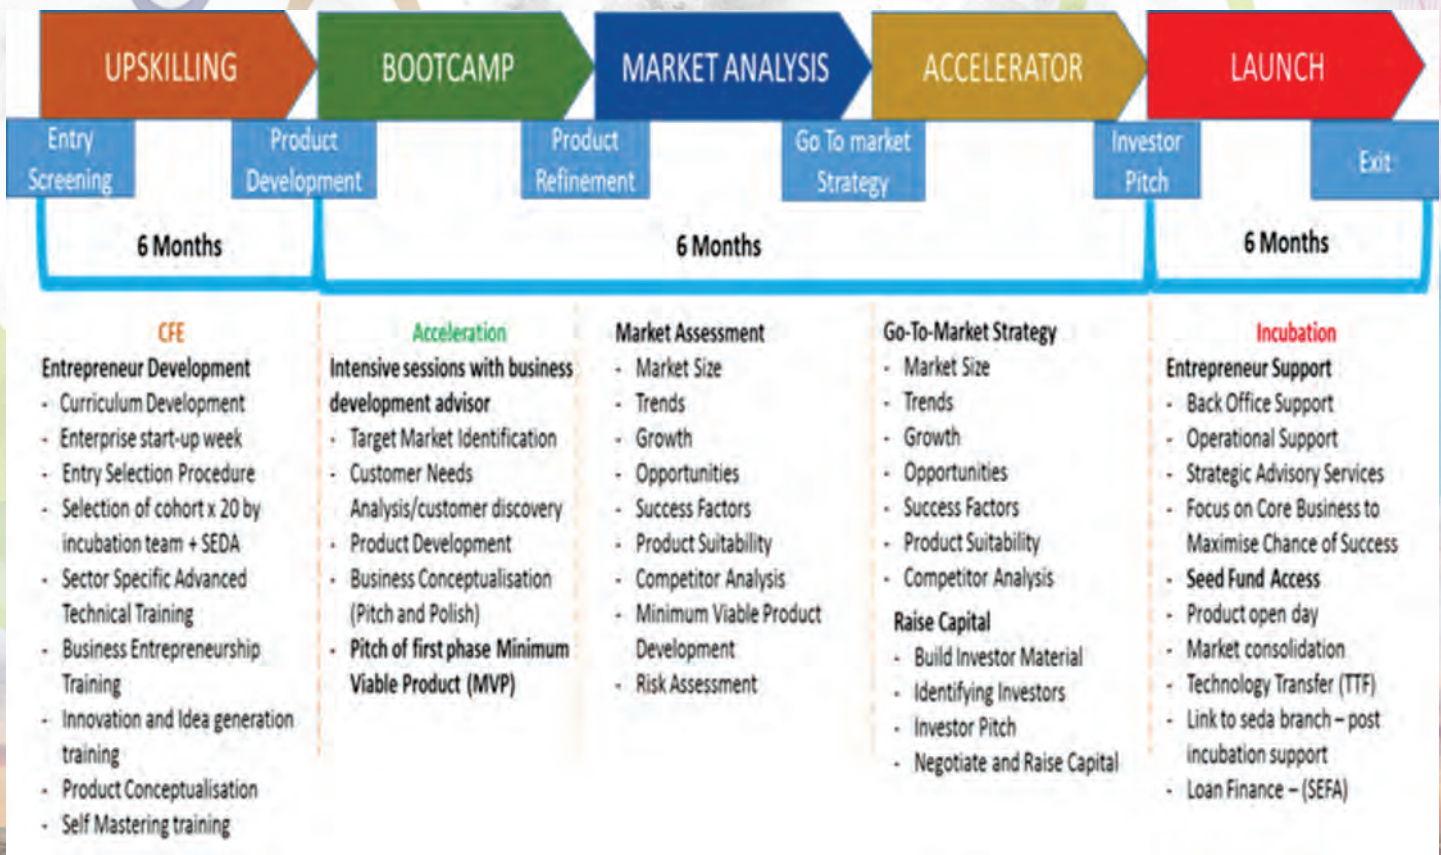 UPSKILLING
BOOTCAMP
MARKET ANALYSIS
ACCELERATOR
LAUNCH
Entry
Screening
Product
Development
Product
Refinement
Go To market
Strategy
Investor
Pitch
Exit
6 Months
6 Months
6 Months
CFE
Entrepreneur Development
- Curriculum Development
- Enterprise start-up week
- Entry Selection Procedure
- Selection of cohort x 20 by
incubation team + SEDA
- Sector Specific Advanced
Technical Training
- Business Entrepreneurship
Training
- Innovation and Idea generation
training
- Product Conceptualisation
- Self Mastering training
Acceleration
Intensive sessions with business
development advisor
- Target Market Identification
- Customer Needs
Analysis/customer discovery
- Product Development
- Business Conceptualisation
(Pitch and Polish)
- Pitch of first phase Minimum
Viable Product (MVP)
Market Assessment
- Market Size
- Trends
- Growth
- Opportunities
- Success Factors
- Product Suitability
- Competitor Analysis
- Minimum Viable Product
Development
- Risk Assessment
Go-To-Market Strategy
- Market Size
- Trends
- Growth
- Opportunities
- Success Factors
- Product Suitability
- Competitor Analysis
Raise Capital
- Build Investor Material
- Identifying Investors
- Investor Pitch
- Negotiate and Raise Capital
Incubation
Entrepreneur Support
- Back Office Support
- Operational Support
- Strategic Advisory Services
- Focus on Core Business to
Maximise Chance of Success
- Seed Fund Access
- Product open day
- Market consolidation
- Technology Transfer (TTF)
- Link to seda branch – post
incubation support
- Loan Finance – (SEFA)